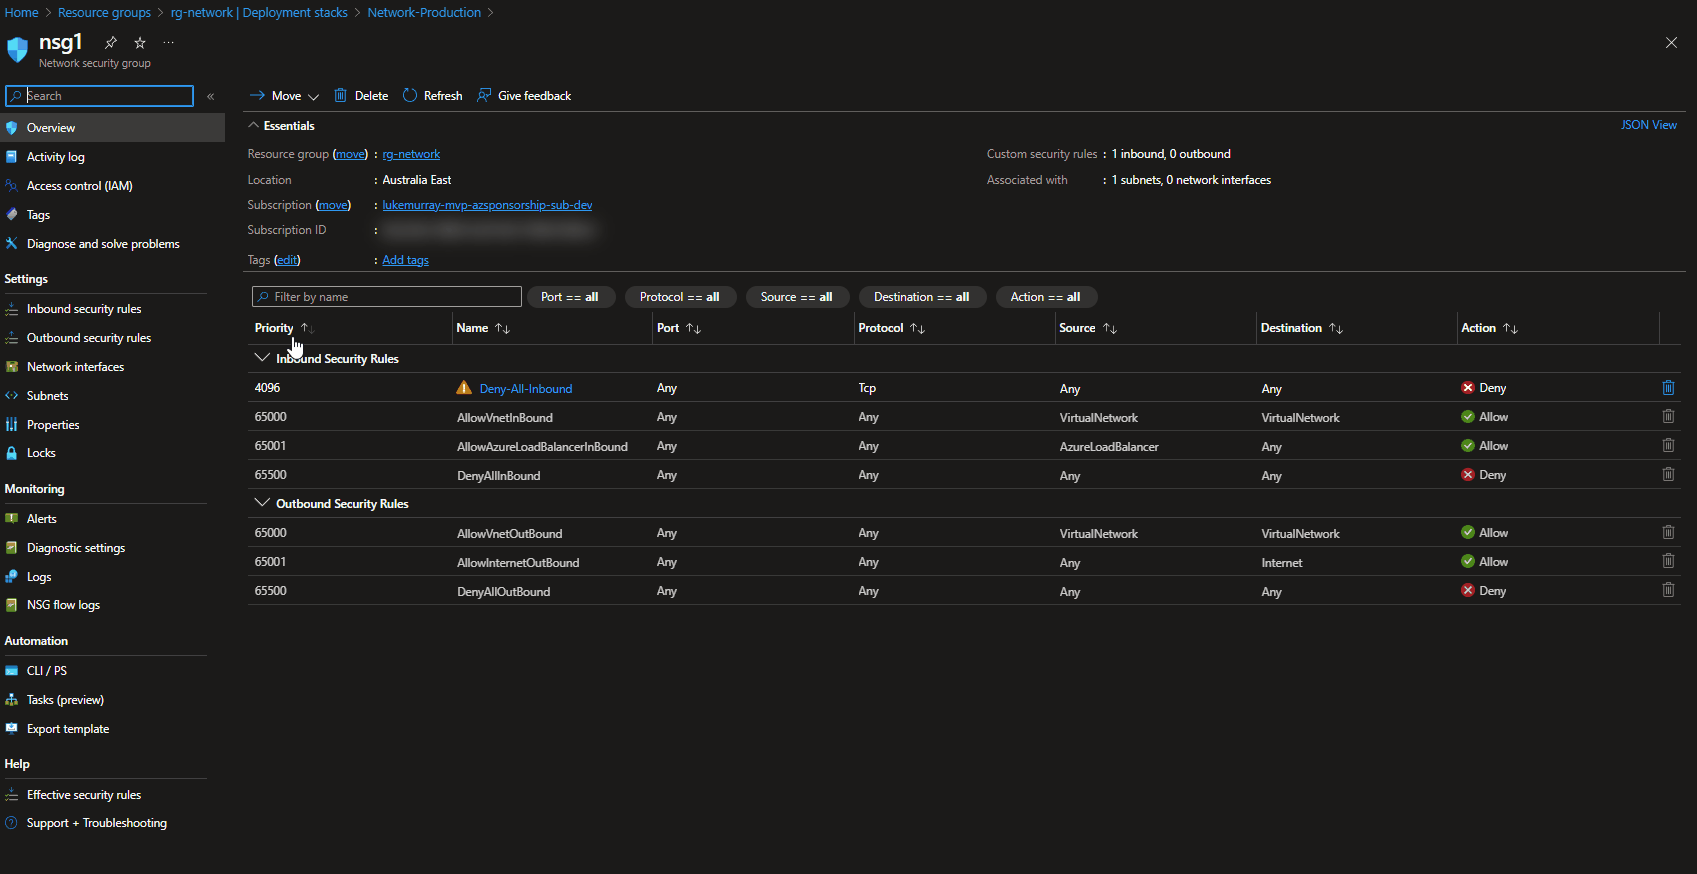 Home > Resource groups > rg-network | Deployment stacks > Network-Production >
nsg1
Network security group
Search
«
Overview
Activity log
Access control (IAM)
Tags
Diagnose and solve problems
Settings
Inbound security rules
Outbound security rules
Network interfaces
Subnets
Properties
Locks
Monitoring
Alerts
Diagnostic settings
Logs
NSG flow logs
Automation
CLI / PS
Tasks (preview)
Export template
Help
Effective security rules
Support + Troubleshooting
Move Delete Refresh Give feedback
Essentials JSON View
Resource group (move) : rg-network Custom security rules : 1 inbound, 0 outbound
Location : Australia East Associated with : 1 subnets, 0 network interfaces
Subscription (move) : lukemurray-mvp-azsponsorship-sub-dev
Subscription ID :
Tags (edit) : Add tags
Filter by name Port == all Protocol == all Source == all Destination == all Action == all
Priority Name Port Protocol Source Destination Action
Inbound Security Rules
4096 Deny-All-Inbound Any Tcp Any Any Deny
65000 AllowVnetInBound Any Any VirtualNetwork VirtualNetwork Allow
65001 AllowAzureLoadBalancerInBound Any Any AzureLoadBalancer Any Allow
65500 DenyAllInBound Any Any Any Any Deny
Outbound Security Rules
65000 AllowVnetOutBound Any Any VirtualNetwork VirtualNetwork Allow
65001 AllowInternetOutBound Any Any Any Internet Allow
65500 DenyAllOutBound Any Any Any Any Deny